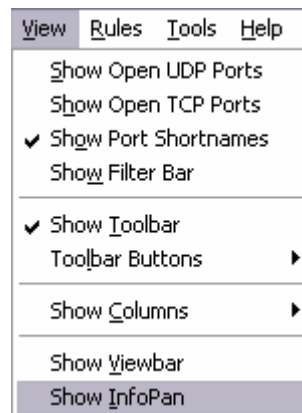 View Rules Tools Help
Show Open UDP Ports
Show Open TCP Ports
Show Port Shortnames
Show Filter Bar
Show Toolbar
Toolbar Buttons
Show Columns
Show Viewbar
Show InfoPan